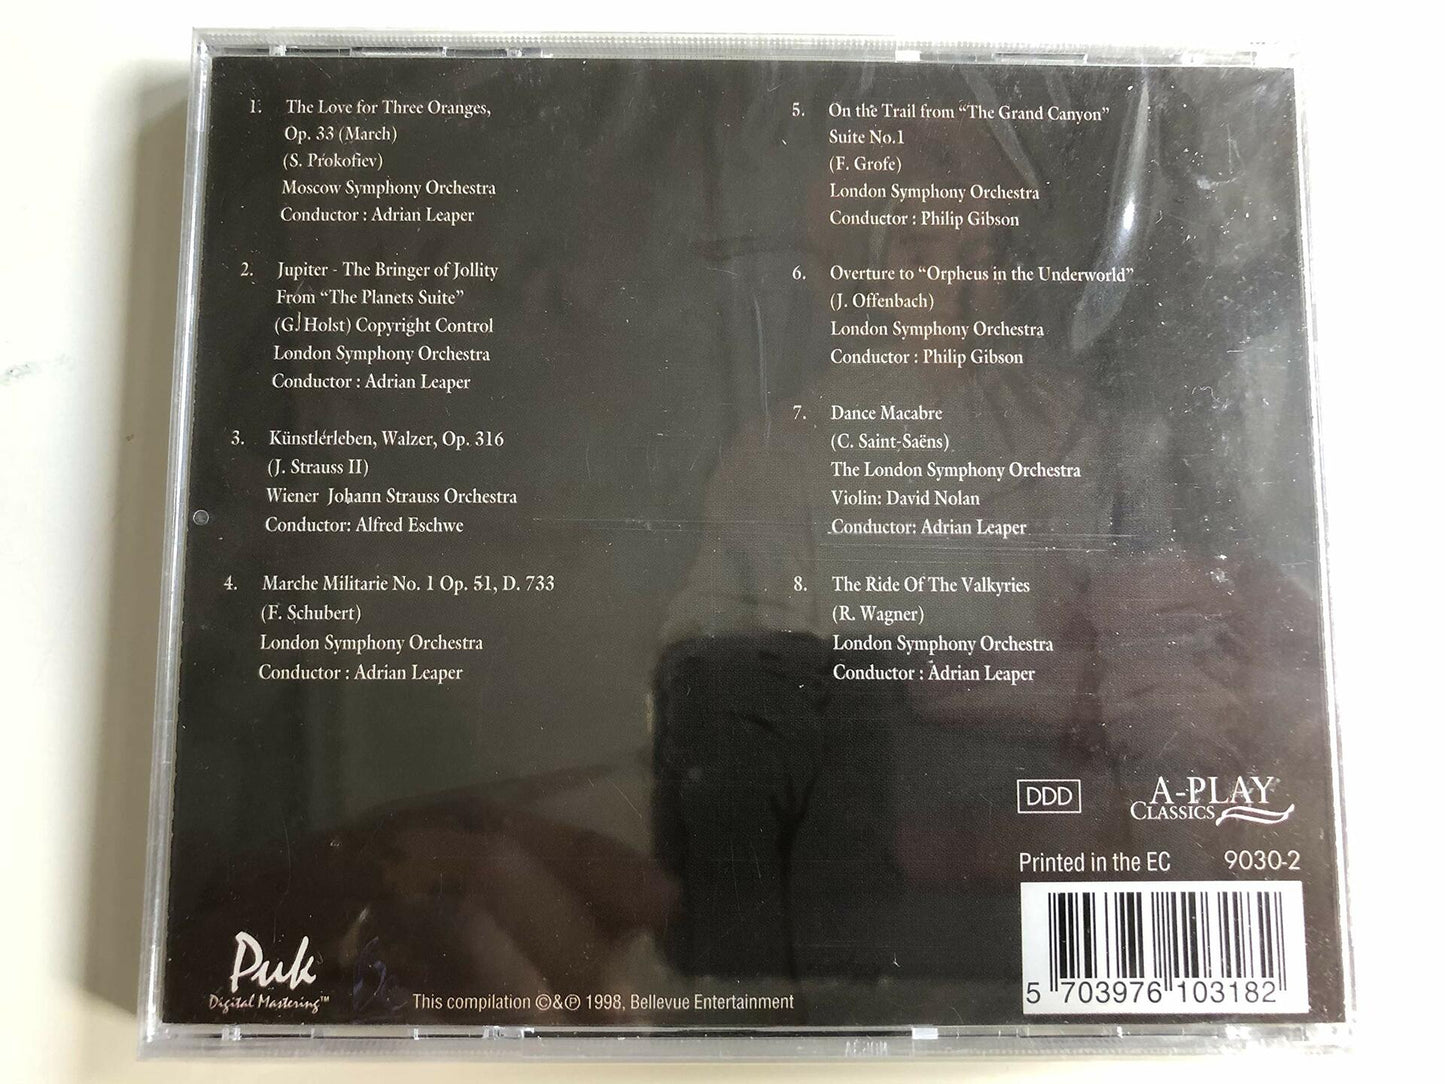 1. The Love for Three Oranges,
Op. 33 (March)
(S. Prokofiev)
Moscow Symphony Orchestra
Conductor : Adrian Leaper
2. Jupiter - The Bringer of Jollity
From "The Planets Suite"
(G. Holst) Copyright Control
London Symphony Orchestra
Conductor : Adrian Leaper
3. Künstlerleben, Walzer, Op. 316
(J. Strauss II)
Wiener Johann Strauss Orchestra
Conductor: Alfred Eschwe
4. Marche Militarie No. 1 Op. 51, D. 733
(F. Schubert)
London Symphony Orchestra
Conductor : Adrian Leaper
5. On the Trail from "The Grand Canyon"
Suite No.1
(F. Grofe)
London Symphony Orchestra
Conductor : Philip Gibson
6. Overture to "Orpheus in the Underworld"
(J. Offenbach)
London Symphony Orchestra
Conductor : Philip Gibson
7. Dance Macabre
(C. Saint-Saëns)
The London Symphony Orchestra
Violin: David Nolan
Conductor: Adrian Leaper
8. The Ride Of The Valkyries
(R. Wagner)
London Symphony Orchestra
Conductor : Adrian Leaper
DDD
A-PLAY
CLASSICS
Printed in the EC 9030-2
5 703976 103182
Puk
Digital Mastering™
This compilation ©&℗ 1998, Bellevue Entertainment